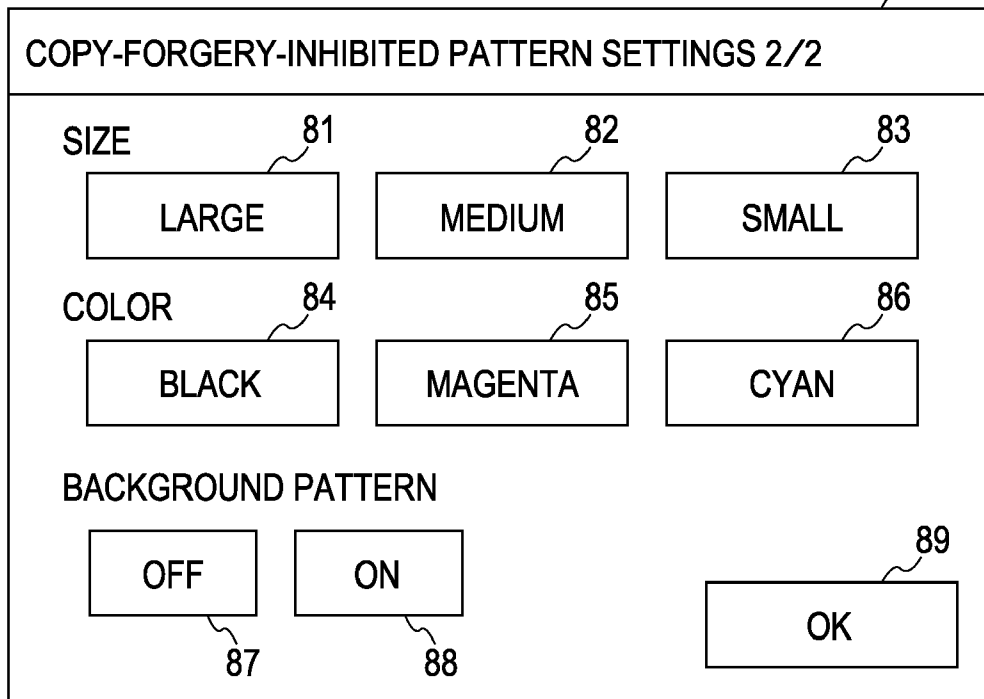 COPY-FORGERY-INHIBITED PATTERN SETTINGS 2/2
SIZE
81 82 83
LARGE MEDIUM SMALL
COLOR
84 85 86
BLACK MAGENTA CYAN
BACKGROUND PATTERN
OFF ON
87 88
89
OK